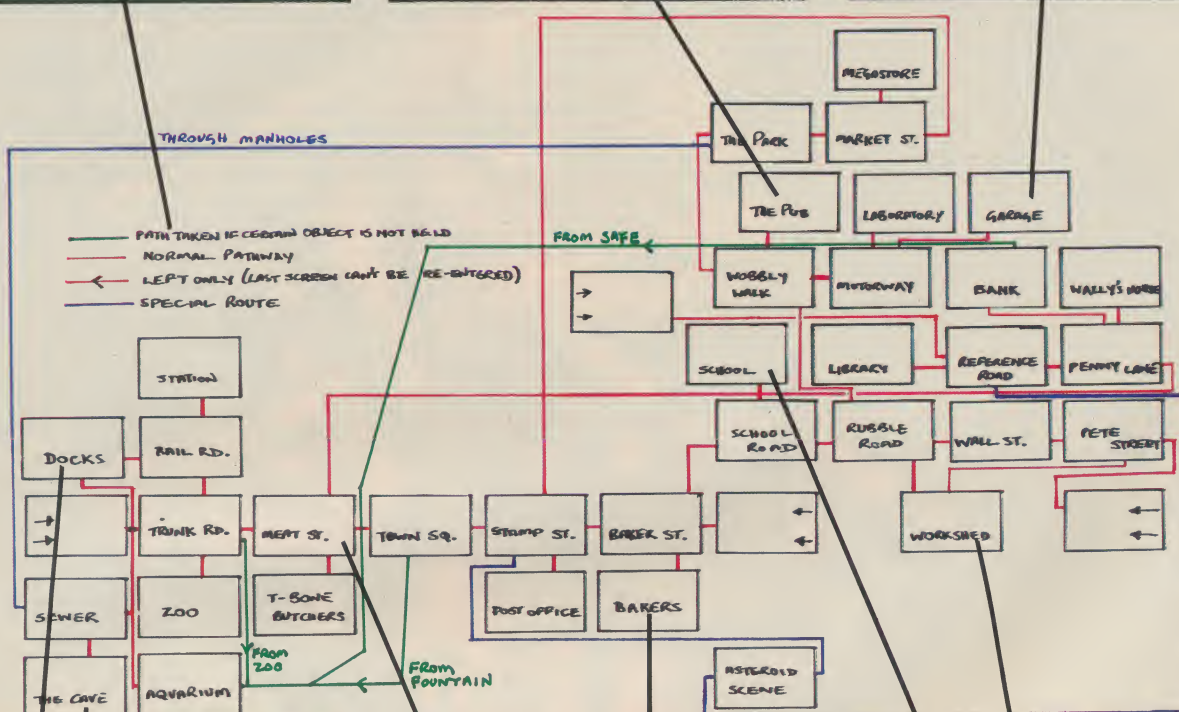 MEGASTORE
THROUGH MANHOLES
THE PARK
MARKET ST.
THE PUB
LABORATORY
GARAGE
PATH TAKEN IF CERTAIN OBJECT IS NOT HELD
NORMAL PATHWAY
LEFT ONLY (LAST SCREEN CAN'T BE RE-ENTERED)
SPECIAL ROUTE
FROM SAFE
WOBBLY
WALK
MOTORWAY
BANK
WALLY'S HOUSE
STATION
SCHOOL
LIBRARY
REFERENCE
ROAD
PENNY LANE
DOCKS
RAIL RD.
SCHOOL
ROAD
RUBBLE
ROAD
WALL ST.
PETE
STREET
TRUNK RD.
MEAT ST.
TOWN SQ.
STAMP ST.
BAKER ST.
WORKSHED
SEWER
ZOO
T-BONE
BUTCHERS
POST OFFICE
BAKERS
FROM
ZOO
FROM
FOUNTAIN
THE CAVE
AQUARIUM
ASTEROID
SCENE